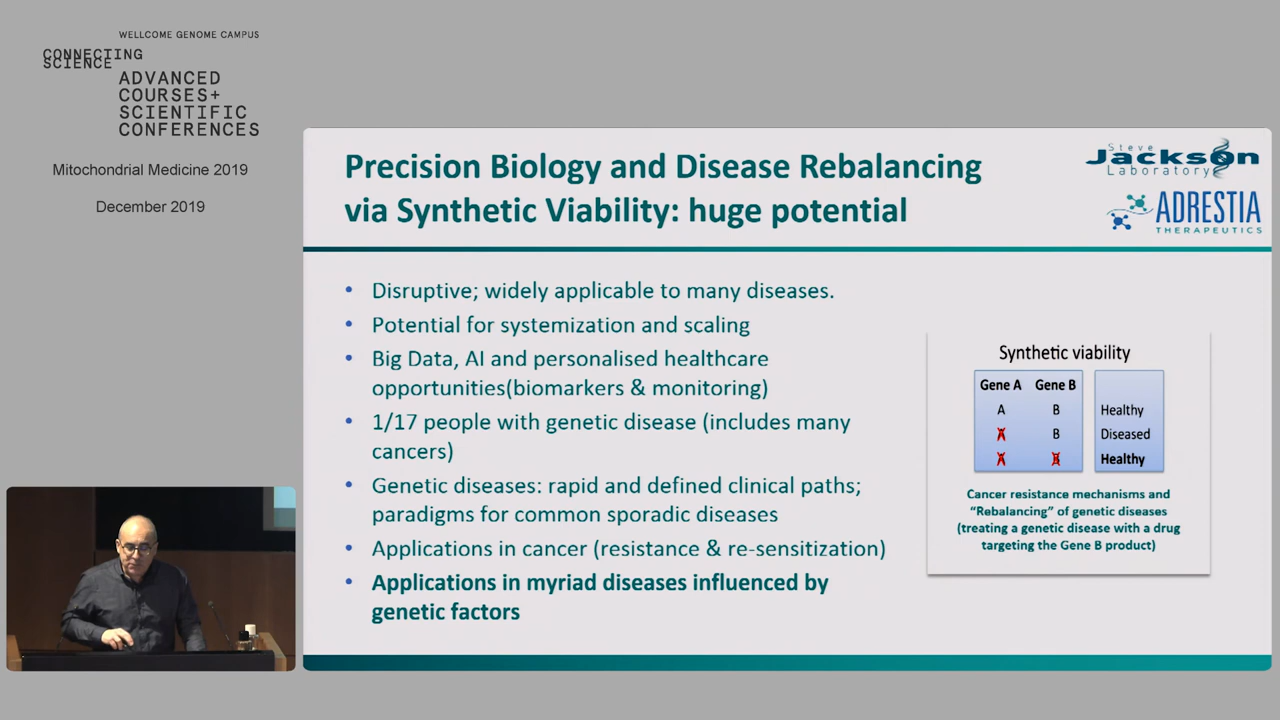 WELLCOME GENOME CAMPUS
CONNECTING
SCIENCE
ADVANCED
COURSES+
SCIENTIFIC
CONFERENCES
Mitochondrial Medicine 2019
December 2019
Precision Biology and Disease Rebalancing
via Synthetic Viability: huge potential
Steve
Jackson
Laboratory
ADRESTIA
THERAPEUTICS
• Disruptive; widely applicable to many diseases.
• Potential for systemization and scaling
• Big Data, AI and personalised healthcare
opportunities(biomarkers & monitoring)
• 1/17 people with genetic disease (includes many
cancers)
• Genetic diseases: rapid and defined clinical paths;
paradigms for common sporadic diseases
• Applications in cancer (resistance & re-sensitization)
• Applications in myriad diseases influenced by
genetic factors
Synthetic viability
Gene A Gene B
A B Healthy
A B Diseased
A B Healthy
Cancer resistance mechanisms and
“Rebalancing” of genetic diseases
(treating a genetic disease with a drug
targeting the Gene B product)